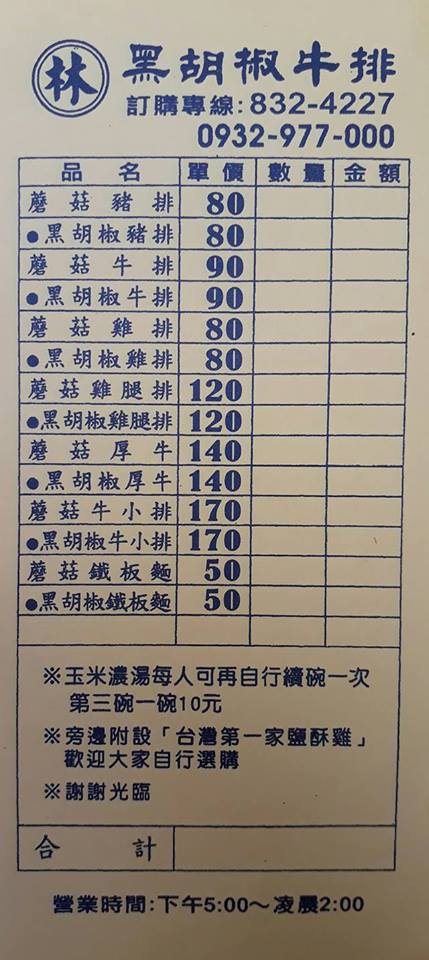 林 黑胡椒牛排
訂購專線:832-4227
0932-977-000
品名 單價 數量 金額
蘑菇豬排 80
●黑胡椒豬排 80
蘑菇牛排 90
●黑胡椒牛排 90
蘑菇雞排 80
●黑胡椒雞排 80
蘑菇雞腿排 120
●黑胡椒雞腿排 120
蘑菇厚牛 140
●黑胡椒厚牛 140
蘑菇牛小排 170
●黑胡椒牛小排 170
蘑菇鐵板麵 50
●黑胡椒鐵板麵 50
※玉米濃湯每人可再自行續碗一次
第三碗一碗10元
※旁邊附設「台灣第一家鹽酥雞」
歡迎大家自行選購
※謝謝光臨
合計
營業時間:下午5:00～凌晨2:00